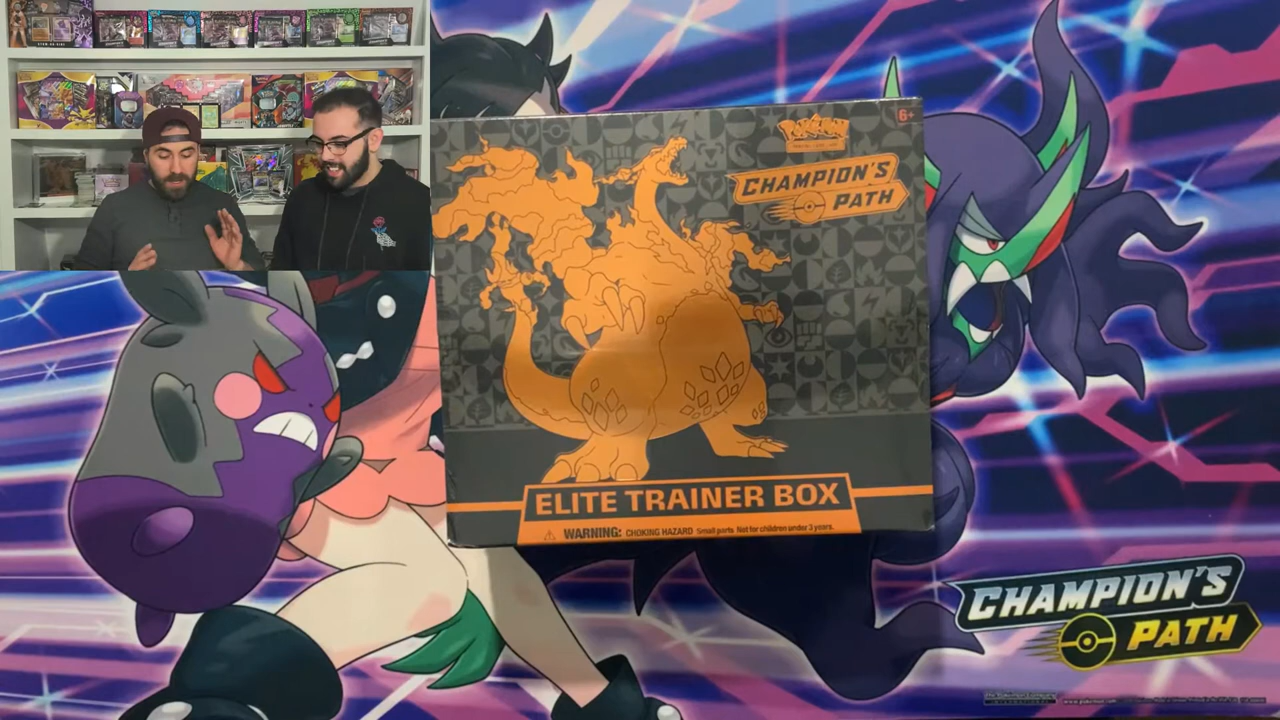 6+
Pokémon
CHAMPION'S
PATH
ELITE TRAINER BOX
WARNING: CHOKING HAZARD Small parts. Not for children under 3 years.
CHAMPION'S
PATH